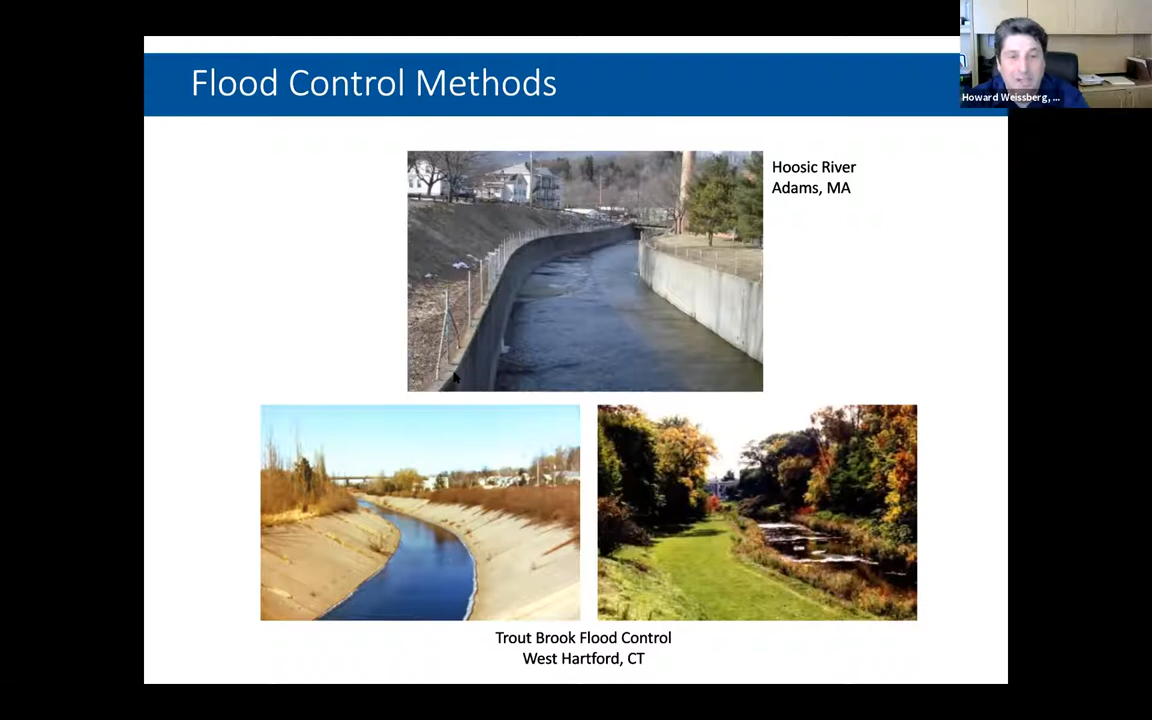 Flood Control Methods
Howard Weissberg, ...
Hoosic River
Adams, MA
Trout Brook Flood Control
West Hartford, CT